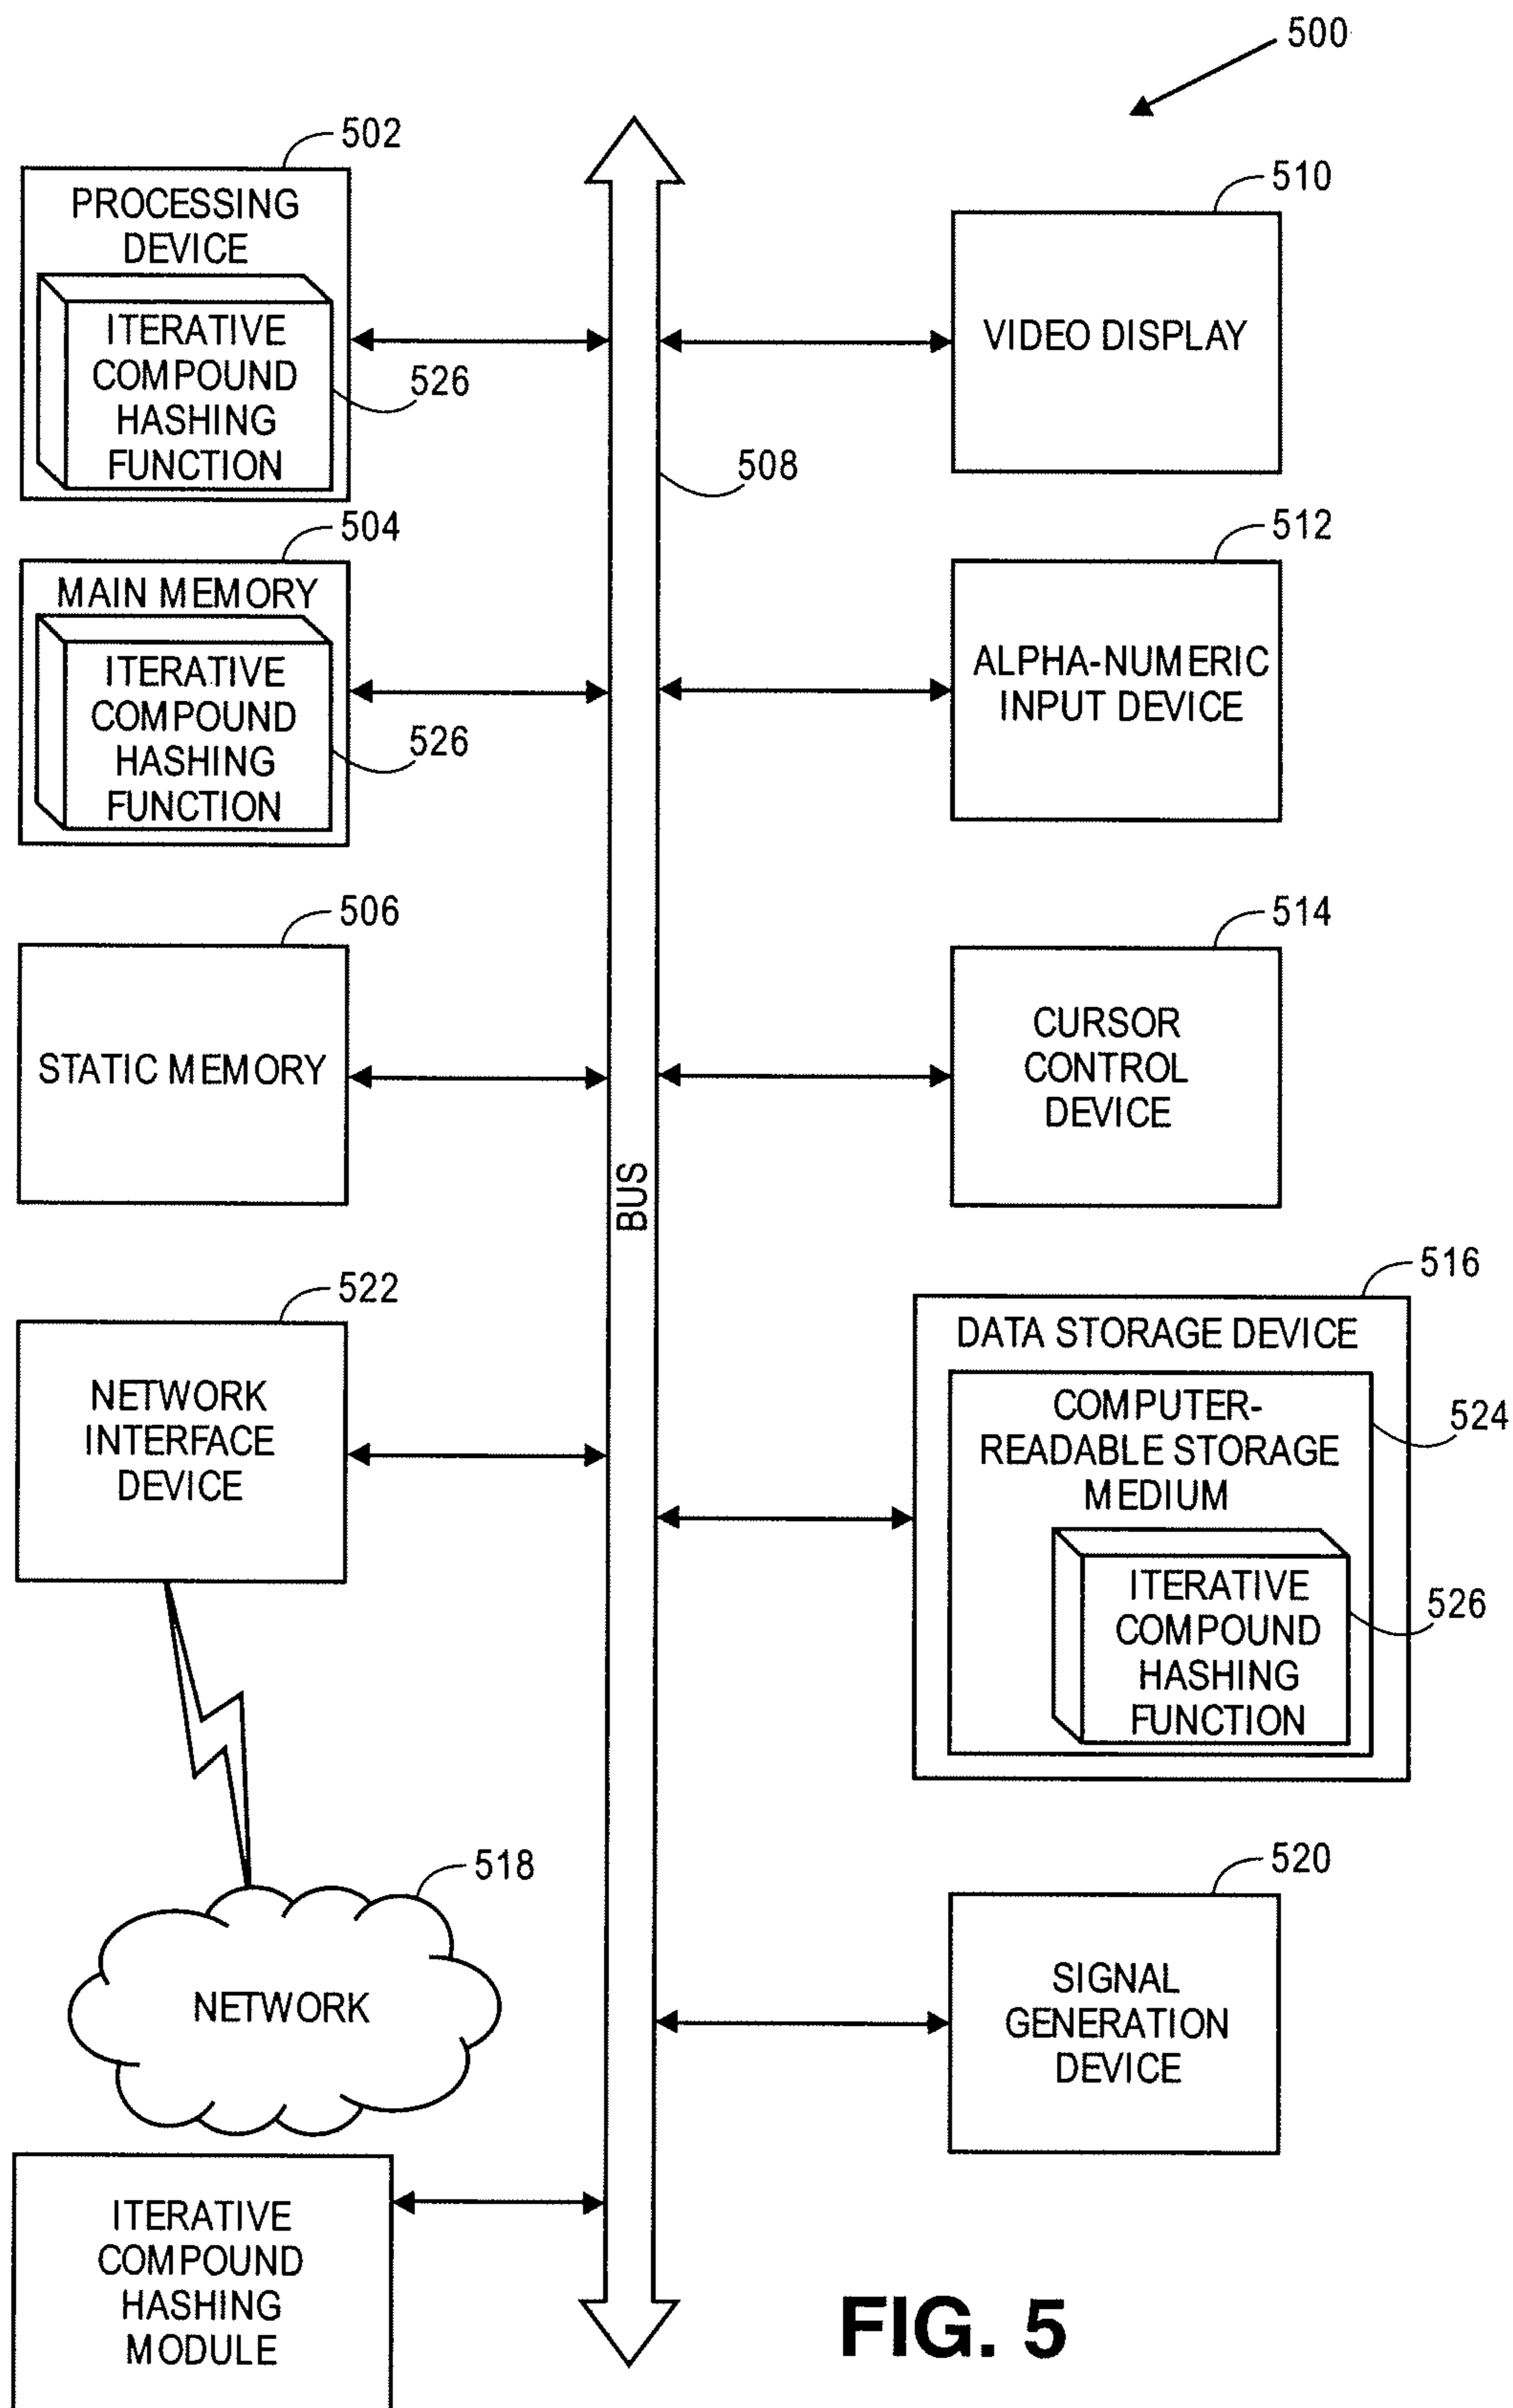 500
502
PROCESSING
DEVICE
ITERATIVE
COMPOUND
HASHING
FUNCTION
526
510
VIDEO DISPLAY
508
504
MAIN MEMORY
ITERATIVE
COMPOUND
HASHING
FUNCTION
526
512
ALPHA-NUMERIC
INPUT DEVICE
506
STATIC MEMORY
514
CURSOR
CONTROL
DEVICE
BUS
522
NETWORK
INTERFACE
DEVICE
516
DATA STORAGE DEVICE
COMPUTER-
READABLE STORAGE
MEDIUM
524
ITERATIVE
COMPOUND
HASHING
FUNCTION
526
518
NETWORK
520
SIGNAL
GENERATION
DEVICE
ITERATIVE
COMPOUND
HASHING
MODULE
FIG. 5